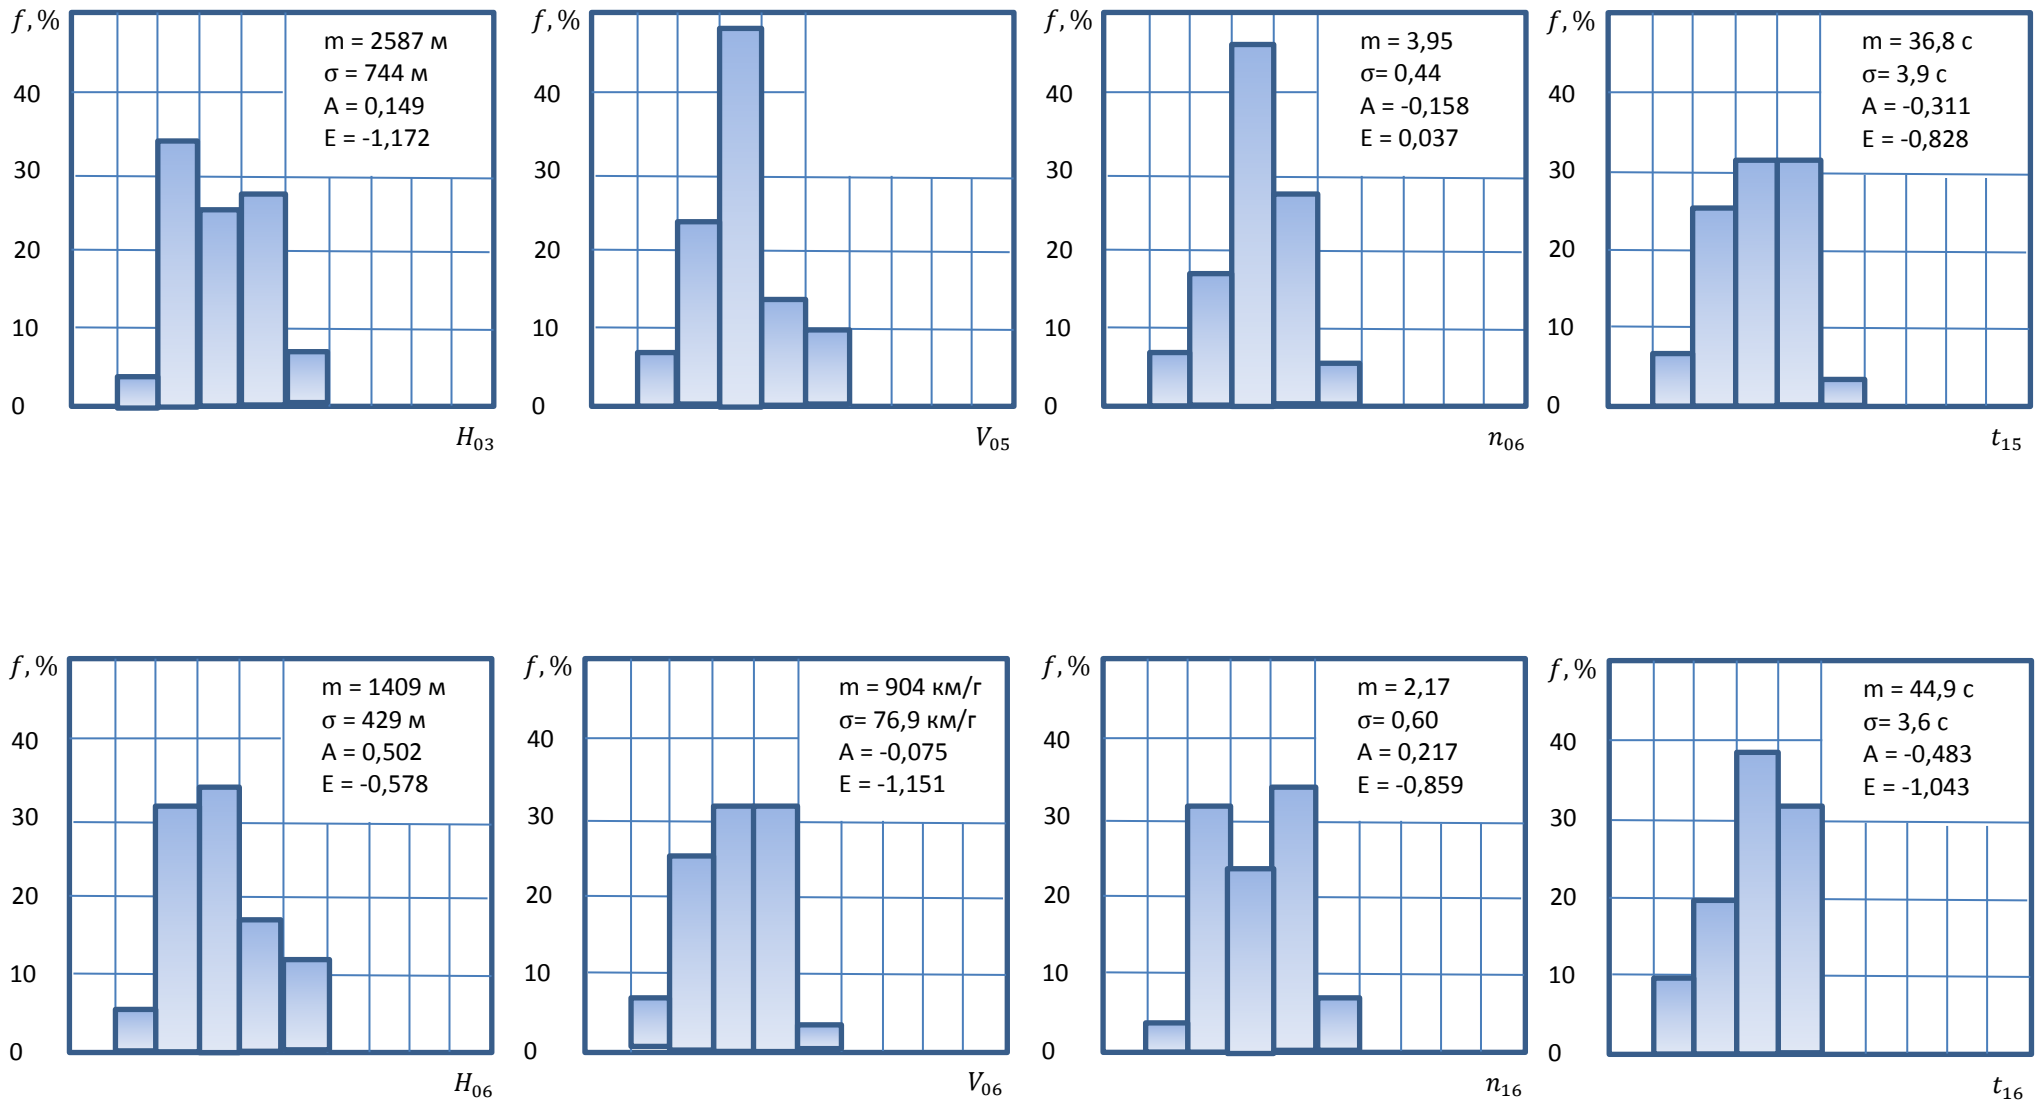 f, %
m = 2587 м
σ = 744 м
A = 0,149
E = -1,172
40
30
20
10
0
H₀₃
f, %
40
30
20
10
0
V₀₅
f, %
m = 3,95
σ= 0,44
A = -0,158
E = 0,037
40
30
20
10
0
n₀₆
f, %
m = 36,8 с
σ= 3,9 с
A = -0,311
E = -0,828
40
30
20
10
0
t₁₅
f, %
m = 1409 м
σ = 429 м
A = 0,502
E = -0,578
40
30
20
10
0
H₀₆
f, %
m = 904 км/г
σ= 76,9 км/г
A = -0,075
E = -1,151
40
30
20
10
0
V₀₆
f, %
m = 2,17
σ= 0,60
A = 0,217
E = -0,859
40
30
20
10
0
n₁₆
f, %
m = 44,9 с
σ= 3,6 с
A = -0,483
E = -1,043
40
30
20
10
0
t₁₆